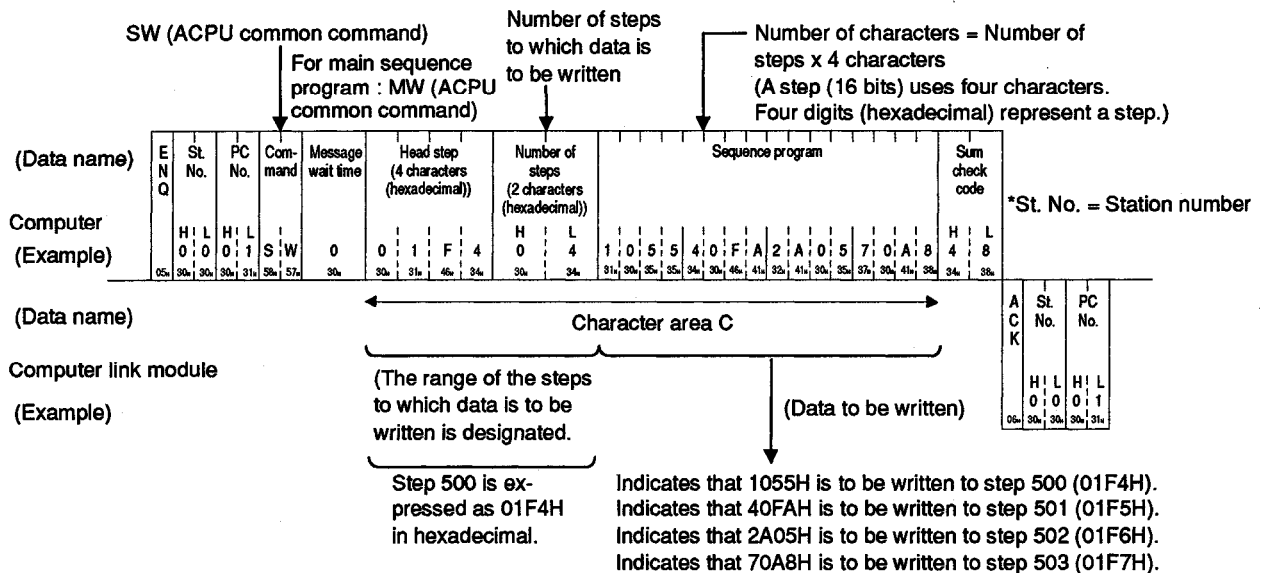 SW (ACPU common command)
For main sequence
program : MW (ACPU
common command)
Number of steps
to which data is
to be written
Number of characters = Number of
steps x 4 characters
(A step (16 bits) uses four characters.
Four digits (hexadecimal) represent a step.)
(Data name)
E N Q
St. No.
PC No.
Com-
mand
Message
wait time
Head step
(4 characters
(hexadecimal))
Number of
steps
(2 characters
(hexadecimal))
Sequence program
Sum
check
code
*St. No. = Station number
Computer
(Example)
H L H L H L H L
0 0 0 1 S W 0 0 1 F 4 0 4 1 0 5 5 4 0 F A 2 A 0 5 7 0 A 8 4 8
05H 30H 30H 30H 31H 58H 57H 30H 30H 31H 46H 34H 30H 34H 31H 30H 35H 35H 34H 30H 46H 41H 32H 41H 30H 35H 37H 30H 41H 38H 34H 38H
(Data name)
Character area C
A C K
St. No.
PC No.
Computer link module
(Example)
H L H L
0 0 0 1
06H 30H 30H 30H 31H
(The range of the steps
to which data is to be
written is designated.
(Data to be written)
Step 500 is ex-
pressed as 01F4H
in hexadecimal.
Indicates that 1055H is to be written to step 500 (01F4H).
Indicates that 40FAH is to be written to step 501 (01F5H).
Indicates that 2A05H is to be written to step 502 (01F6H).
Indicates that 70A8H is to be written to step 503 (01F7H).